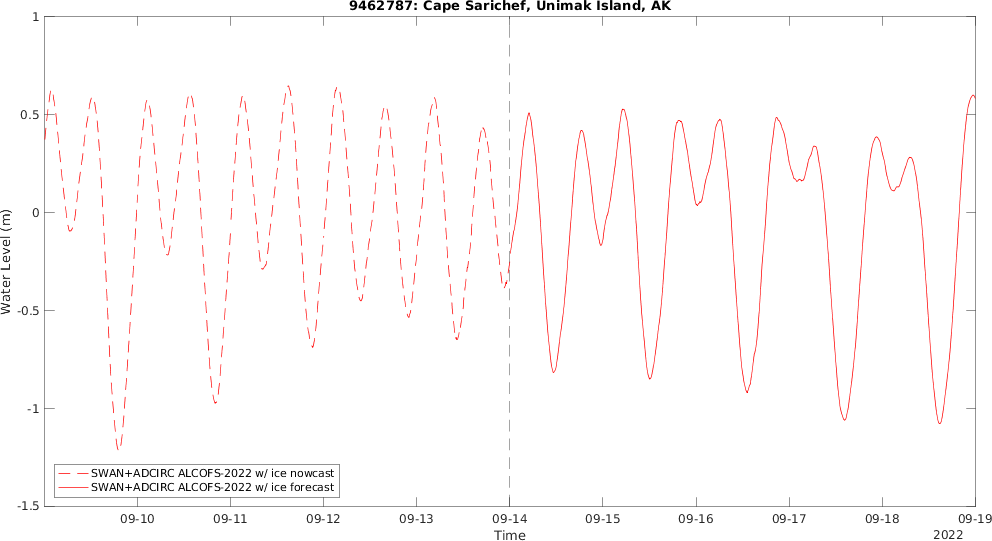 9462787: Cape Sarichef, Unimak Island, AK
1
0.5
0
-0.5
-1
-1.5
Water Level (m)
SWAN+ADCIRC ALCOFS-2022 w/ ice nowcast
SWAN+ADCIRC ALCOFS-2022 w/ ice forecast
09-10 09-11 09-12 09-13 09-14 09-15 09-16 09-17 09-18 09-19
Time
2022